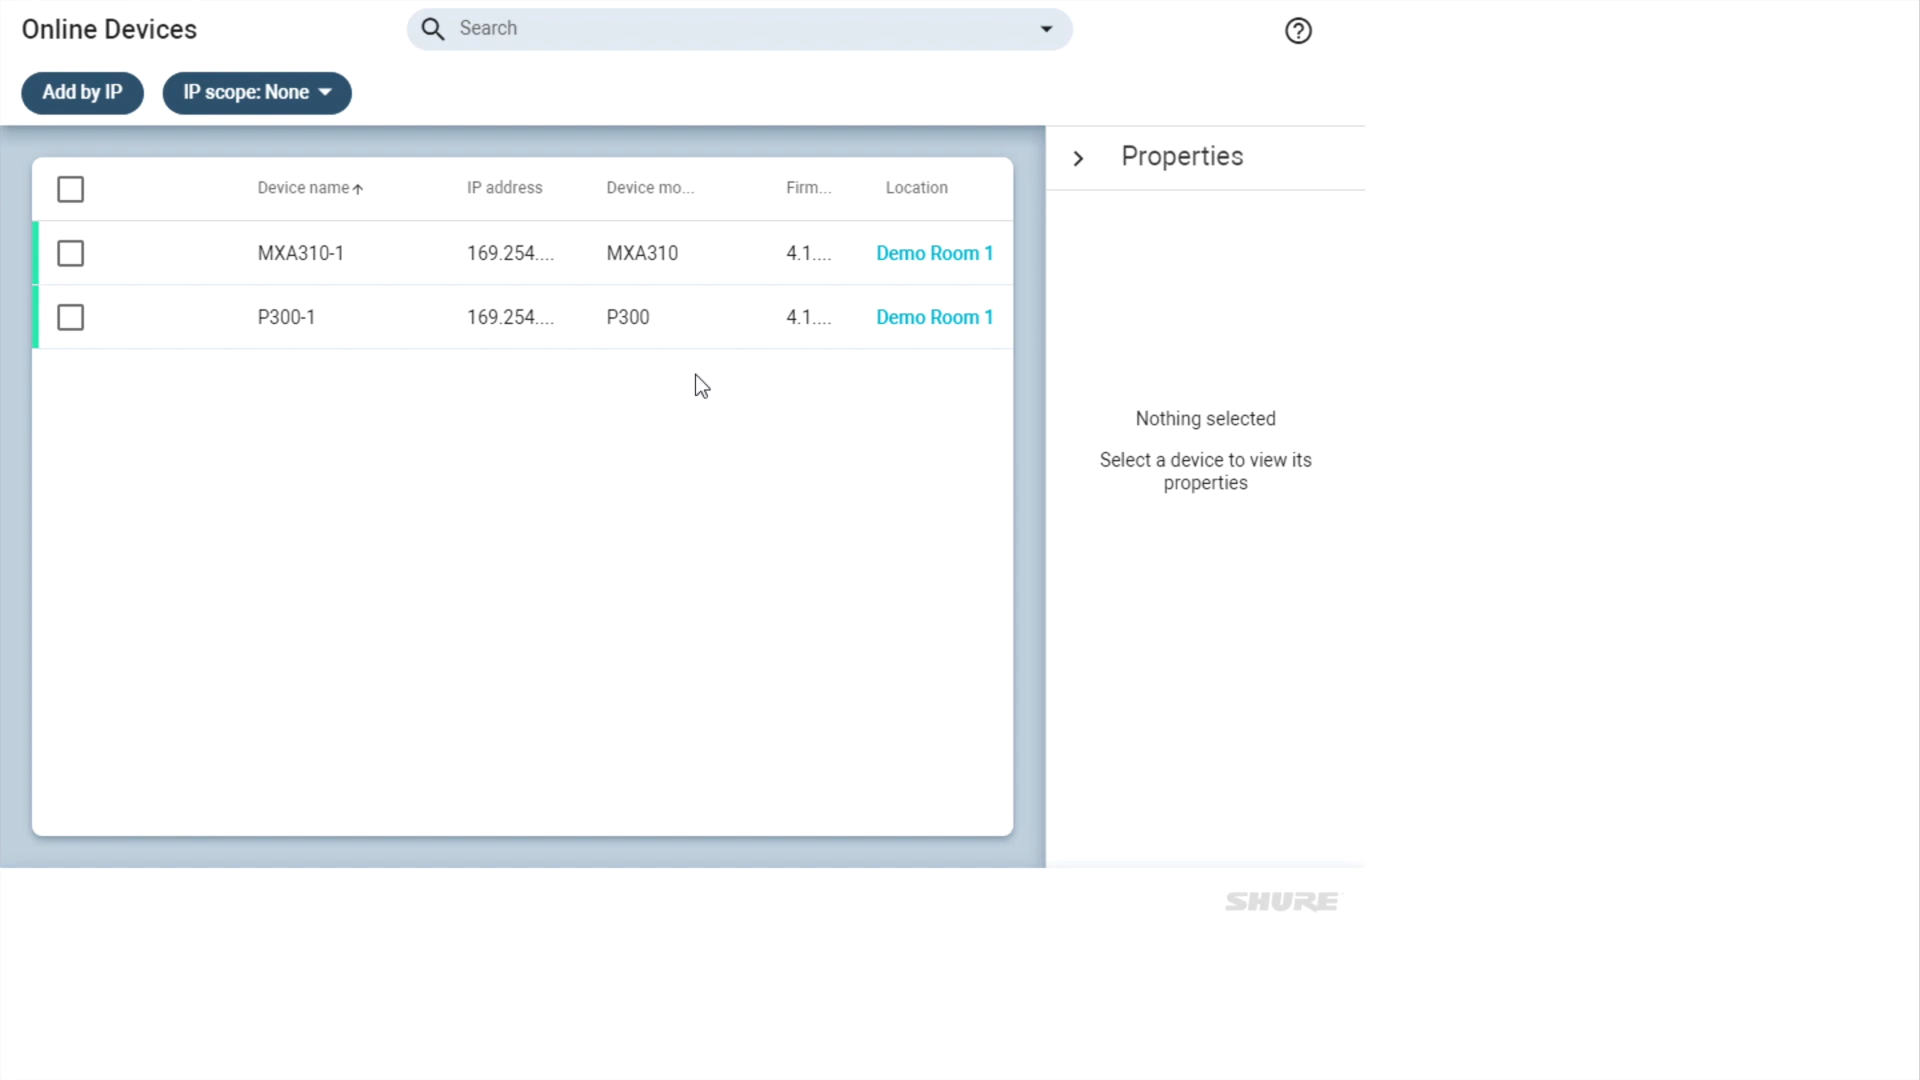 Online Devices
Search
Add by IP
IP scope: None
Device name
IP address
Device mo...
Firm...
Location
MXA310-1
169.254....
MXA310
4.1....
Demo Room 1
P300-1
169.254....
P300
4.1....
Demo Room 1
Properties
Nothing selected
Select a device to view its
properties
SHURE